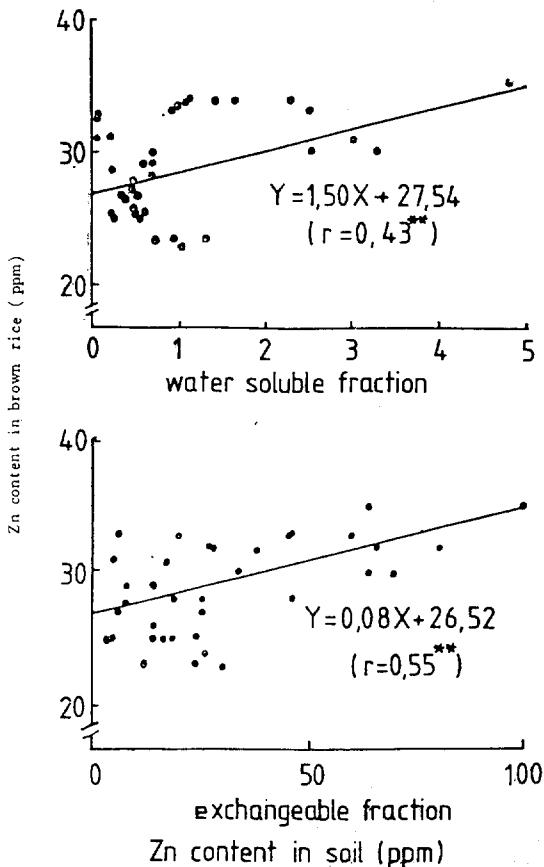 Zn content in brown rice ( ppm)
40
30
20
0 1 2 3 4 5
water soluble fraction
Y=1,50X+27,54
(r=0,43**)
40
30
20
0 50 100
exchangeable fraction
Y=0,08X+26,52
(r=0,55**)
Zn content in soil (ppm)